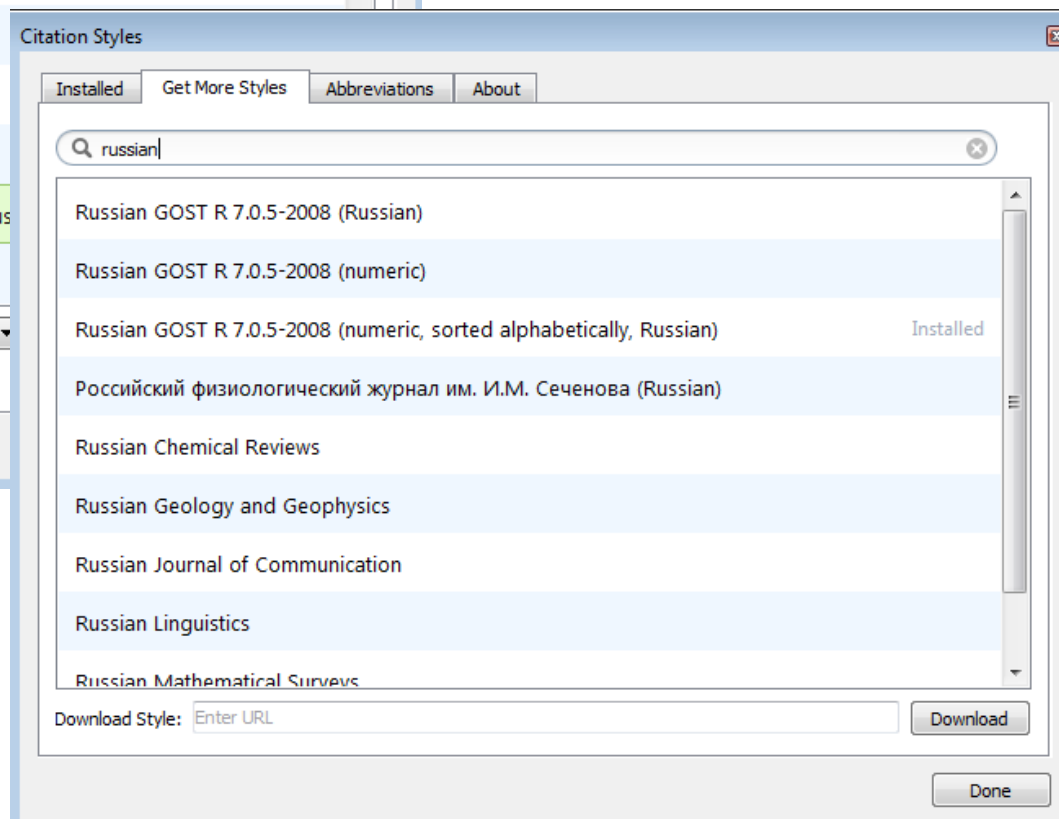 Citation Styles
Installed
Get More Styles
Abbreviations
About
russian
Russian GOST R 7.0.5-2008 (Russian)
Russian GOST R 7.0.5-2008 (numeric)
Russian GOST R 7.0.5-2008 (numeric, sorted alphabetically, Russian)
Installed
Российский физиологический журнал им. И.М. Сеченова (Russian)
Russian Chemical Reviews
Russian Geology and Geophysics
Russian Journal of Communication
Russian Linguistics
Russian Mathematical Surveys
Download Style:
Enter URL
Download
Done